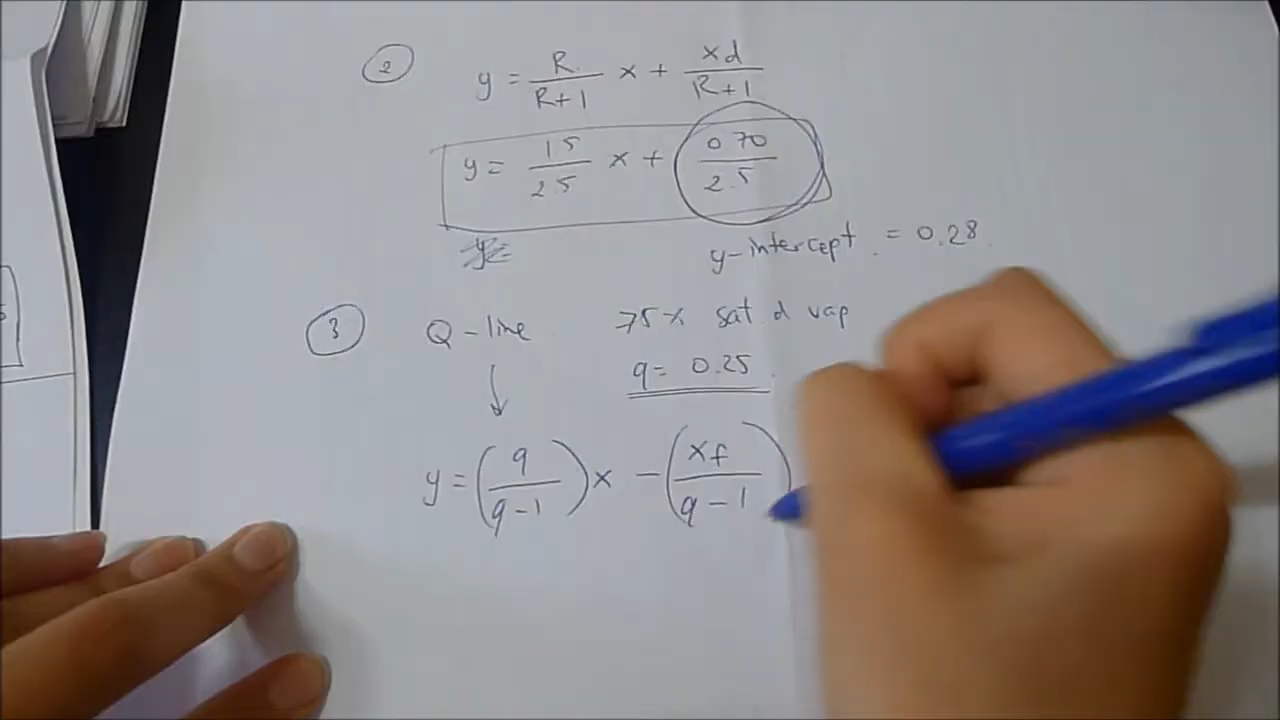 2 y = R/R+1 x + xd/R+1
y = 1.5/2.5 x + 0.70/2.5
y=
y-intercept = 0.28
3 Q-line 75% sat.d vap
q = 0.25
y = (q/q-1) x - (xf/q-1)